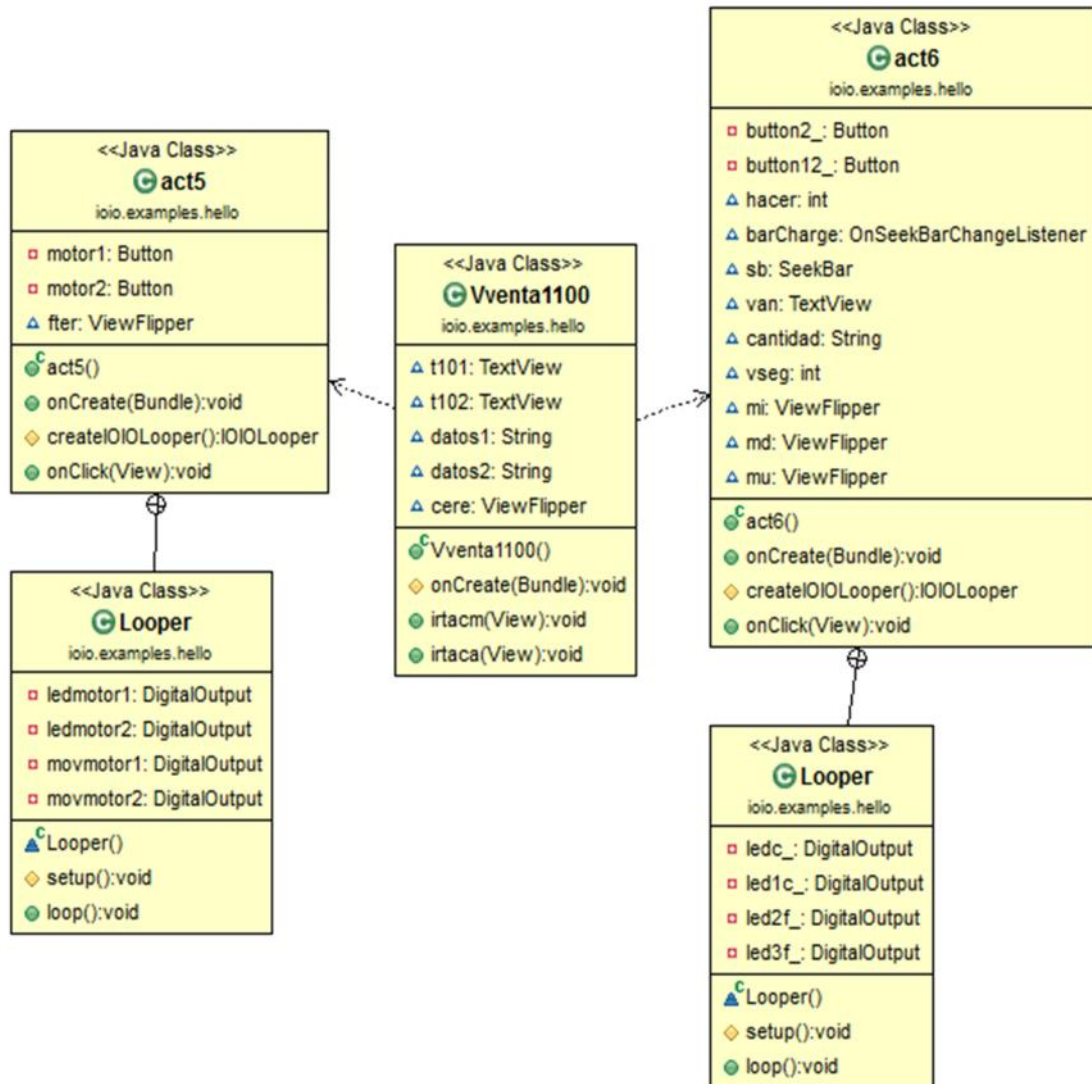 <<Java Class>>
act5
ioio.examples.hello
motor1: Button
motor2: Button
fter: ViewFlipper
act5()
onCreate(Bundle):void
createIOIOLooper():IOIOLooper
onClick(View):void
<<Java Class>>
Looper
ioio.examples.hello
ledmotor1: DigitalOutput
ledmotor2: DigitalOutput
movmotor1: DigitalOutput
movmotor2: DigitalOutput
Looper()
setup():void
loop():void
<<Java Class>>
Vventa1100
ioio.examples.hello
t101: TextView
t102: TextView
datos1: String
datos2: String
cere: ViewFlipper
Vventa1100()
onCreate(Bundle):void
irtacm(View):void
irtaca(View):void
<<Java Class>>
act6
ioio.examples.hello
button2_: Button
button12_: Button
hacer: int
barCharge: OnSeekBarChangeListener
sb: SeekBar
van: TextView
cantidad: String
vseg: int
mi: ViewFlipper
md: ViewFlipper
mu: ViewFlipper
act6()
onCreate(Bundle):void
createIOIOLooper():IOIOLooper
onClick(View):void
<<Java Class>>
Looper
ioio.examples.hello
ledc_: DigitalOutput
led1c_: DigitalOutput
led2f_: DigitalOutput
led3f_: DigitalOutput
Looper()
setup():void
loop():void